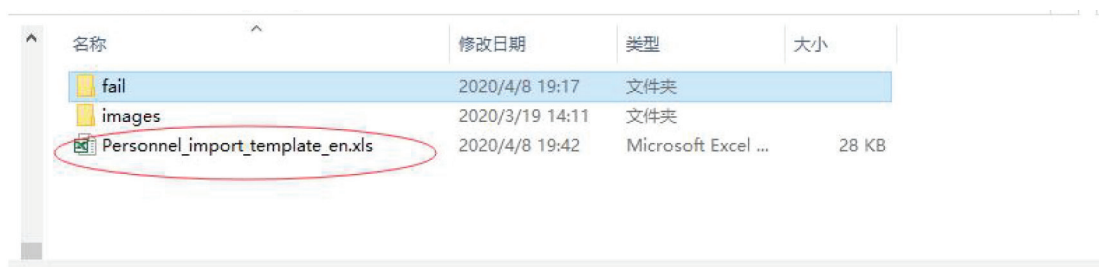 名称 修改日期 类型 大小
fail 2020/4/8 19:17 文件夹
images 2020/3/19 14:11 文件夹
Personnel_import_template_en.xls 2020/4/8 19:42 Microsoft Excel ... 28 KB